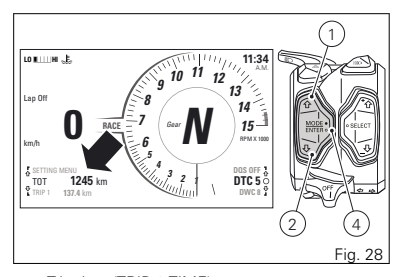 LO HI
11:34
A.M.
Lap Off
0
km/h
RACE
Gear N
1
2
3
4
5
6
7
8
9
10
11
12
13
14
15
RPM X 1000
SETTING MENU
TOT 1245 km
TRIP 1 137.4 km
DQS OFF
DTC 5
DWC II
MODE
ENTER
SELECT
OFF
1
2
4
Fig. 28